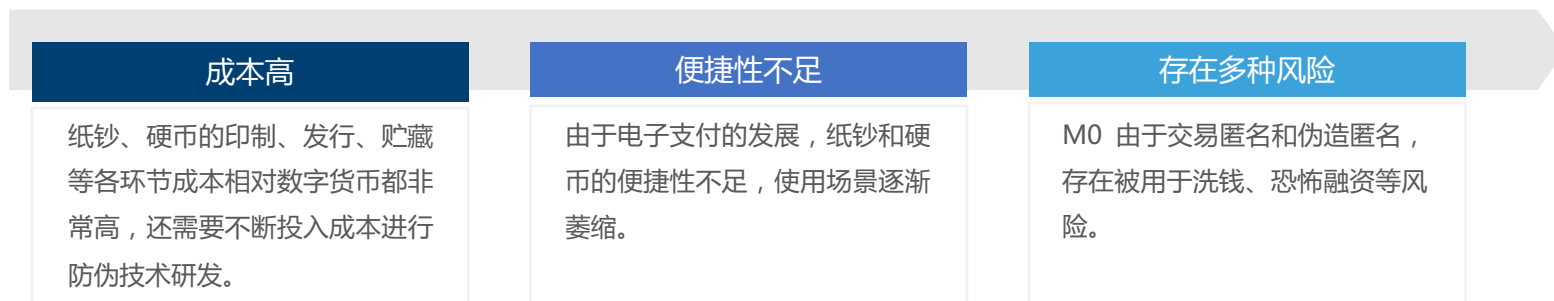 成本高
纸钞、硬币的印制、发行、贮藏
等各环节成本相对数字货币都非
常高，还需要不断投入成本进行
防伪技术研发。
便捷性不足
由于电子支付的发展，纸钞和硬
币的便捷性不足，使用场景逐渐
萎缩。
存在多种风险
M0 由于交易匿名和伪造匿名，
存在被用于洗钱、恐怖融资等风
险。